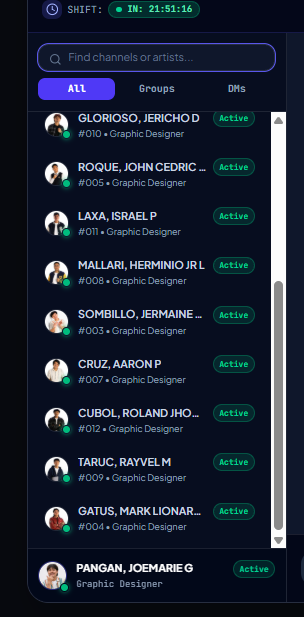 SHIFT: IN: 21:51:16
Find channels or artists...
All Groups DMs
GLORIOSO, JERICHO D Active
#010 • Graphic Designer
ROQUE, JOHN CEDRIC ... Active
#005 • Graphic Designer
LAXA, ISRAEL P Active
#011 • Graphic Designer
MALLARI, HERMINIO JR L Active
#008 • Graphic Designer
SOMBILLO, JERMAINE ... Active
#003 • Graphic Designer
CRUZ, AARON P Active
#007 • Graphic Designer
CUBOL, ROLAND JHO... Active
#012 • Graphic Designer
TARUC, RAYVEL M Active
#009 • Graphic Designer
GATUS, MARK LIONAR... Active
#004 • Graphic Designer
PANGAN, JOEMARIE G Active
Graphic Designer